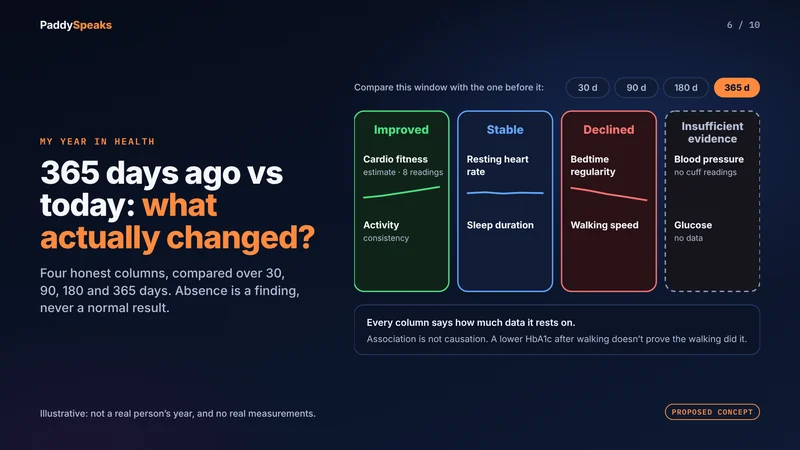 PaddySpeaks
6 / 10
MY YEAR IN HEALTH
365 days ago vs
today: what
actually changed?
Four honest columns, compared over 30,
90, 180 and 365 days. Absence is a finding,
never a normal result.
Compare this window with the one before it:
30 d
90 d
180 d
365 d
Improved
Cardio fitness
estimate · 8 readings
Activity
consistency
Stable
Resting heart
rate
Sleep duration
Declined
Bedtime
regularity
Walking speed
Insufficient
evidence
Blood pressure
no cuff readings
Glucose
no data
Every column says how much data it rests on.
Association is not causation. A lower HbA1c after walking doesn’t prove the walking did it.
Illustrative: not a real person’s year, and no real measurements.
PROPOSED CONCEPT